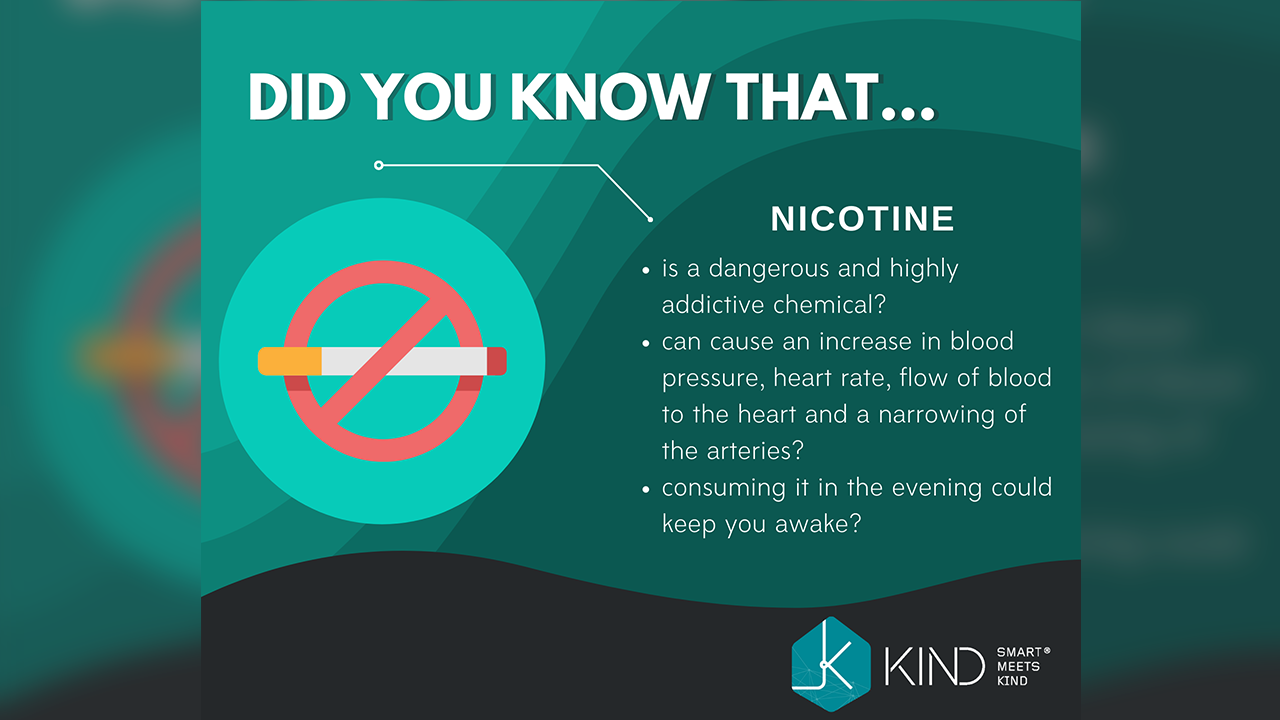 DID YOU KNOW THAT...
NICOTINE
• is a dangerous and highly
addictive chemical?
• can cause an increase in blood
pressure, heart rate, flow of blood
to the heart and a narrowing of
the arteries?
• consuming it in the evening could
keep you awake?
KIND
SMART®
MEETS
KIND